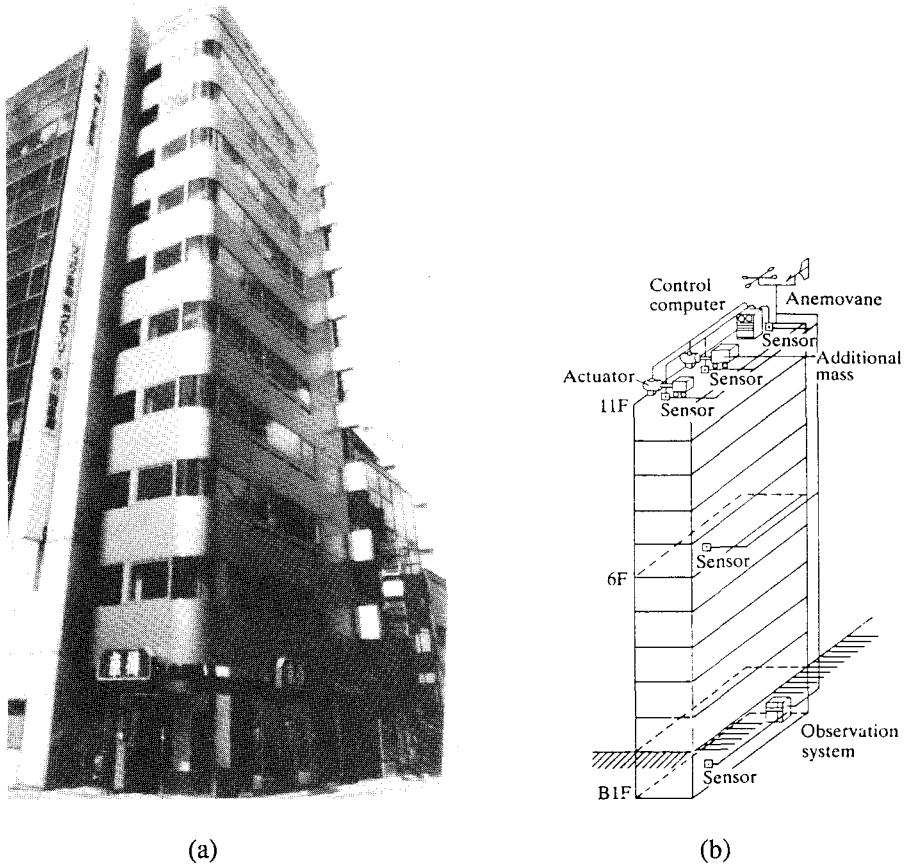 Control
computer
Anemovane
Sensor
Additional
mass
Sensor
Actuator
Sensor
11F
Sensor
6F
Observation
system
Sensor
B1F
(a)
(b)